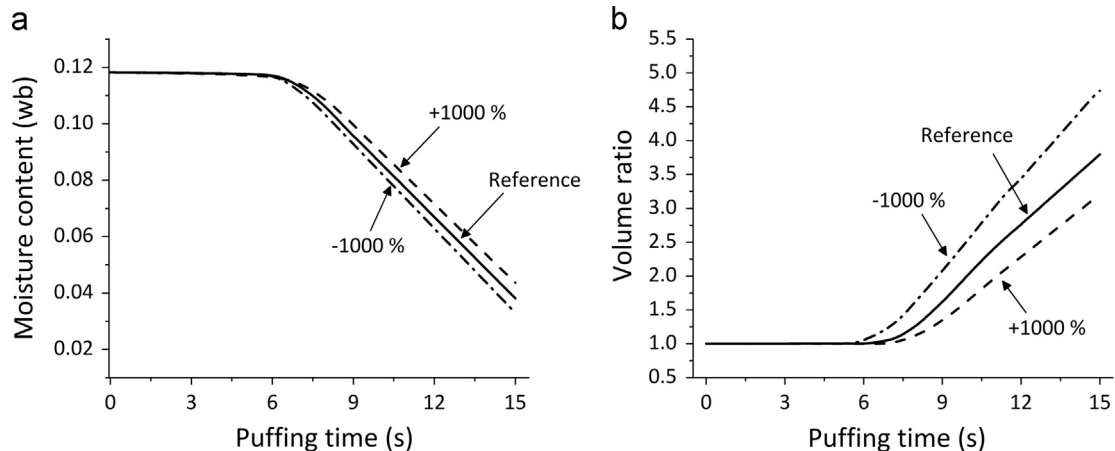 a
Moisture content (wb)
0.12
0.10
0.08
0.06
0.04
0.02
+1000 %
Reference
-1000 %
0 3 6 9 12 15
Puffing time (s)
b
Volume ratio
5.5
5.0
4.5
4.0
3.5
3.0
2.5
2.0
1.5
1.0
0.5
Reference
-1000 %
+1000 %
0 3 6 9 12 15
Puffing time (s)